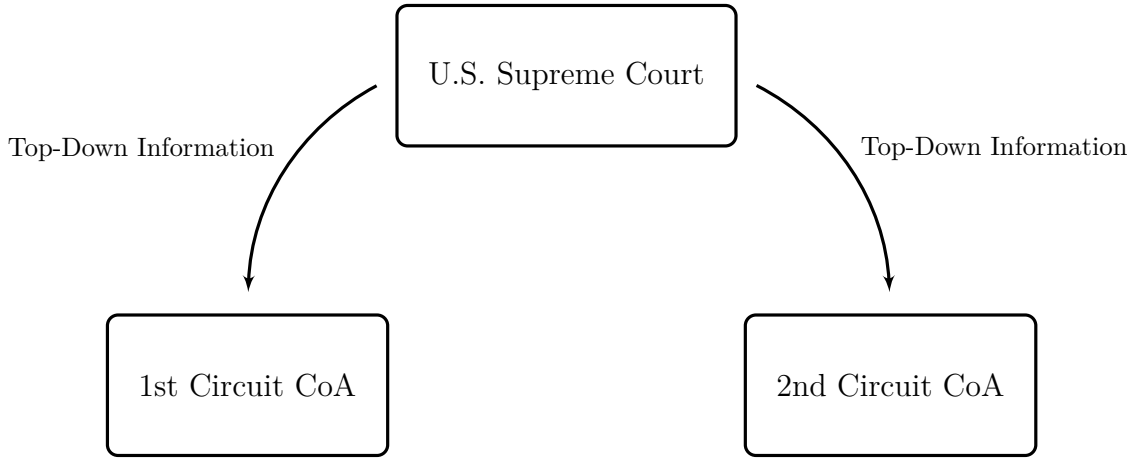 U.S. Supreme Court
Top-Down Information
Top-Down Information
1st Circuit CoA
2nd Circuit CoA